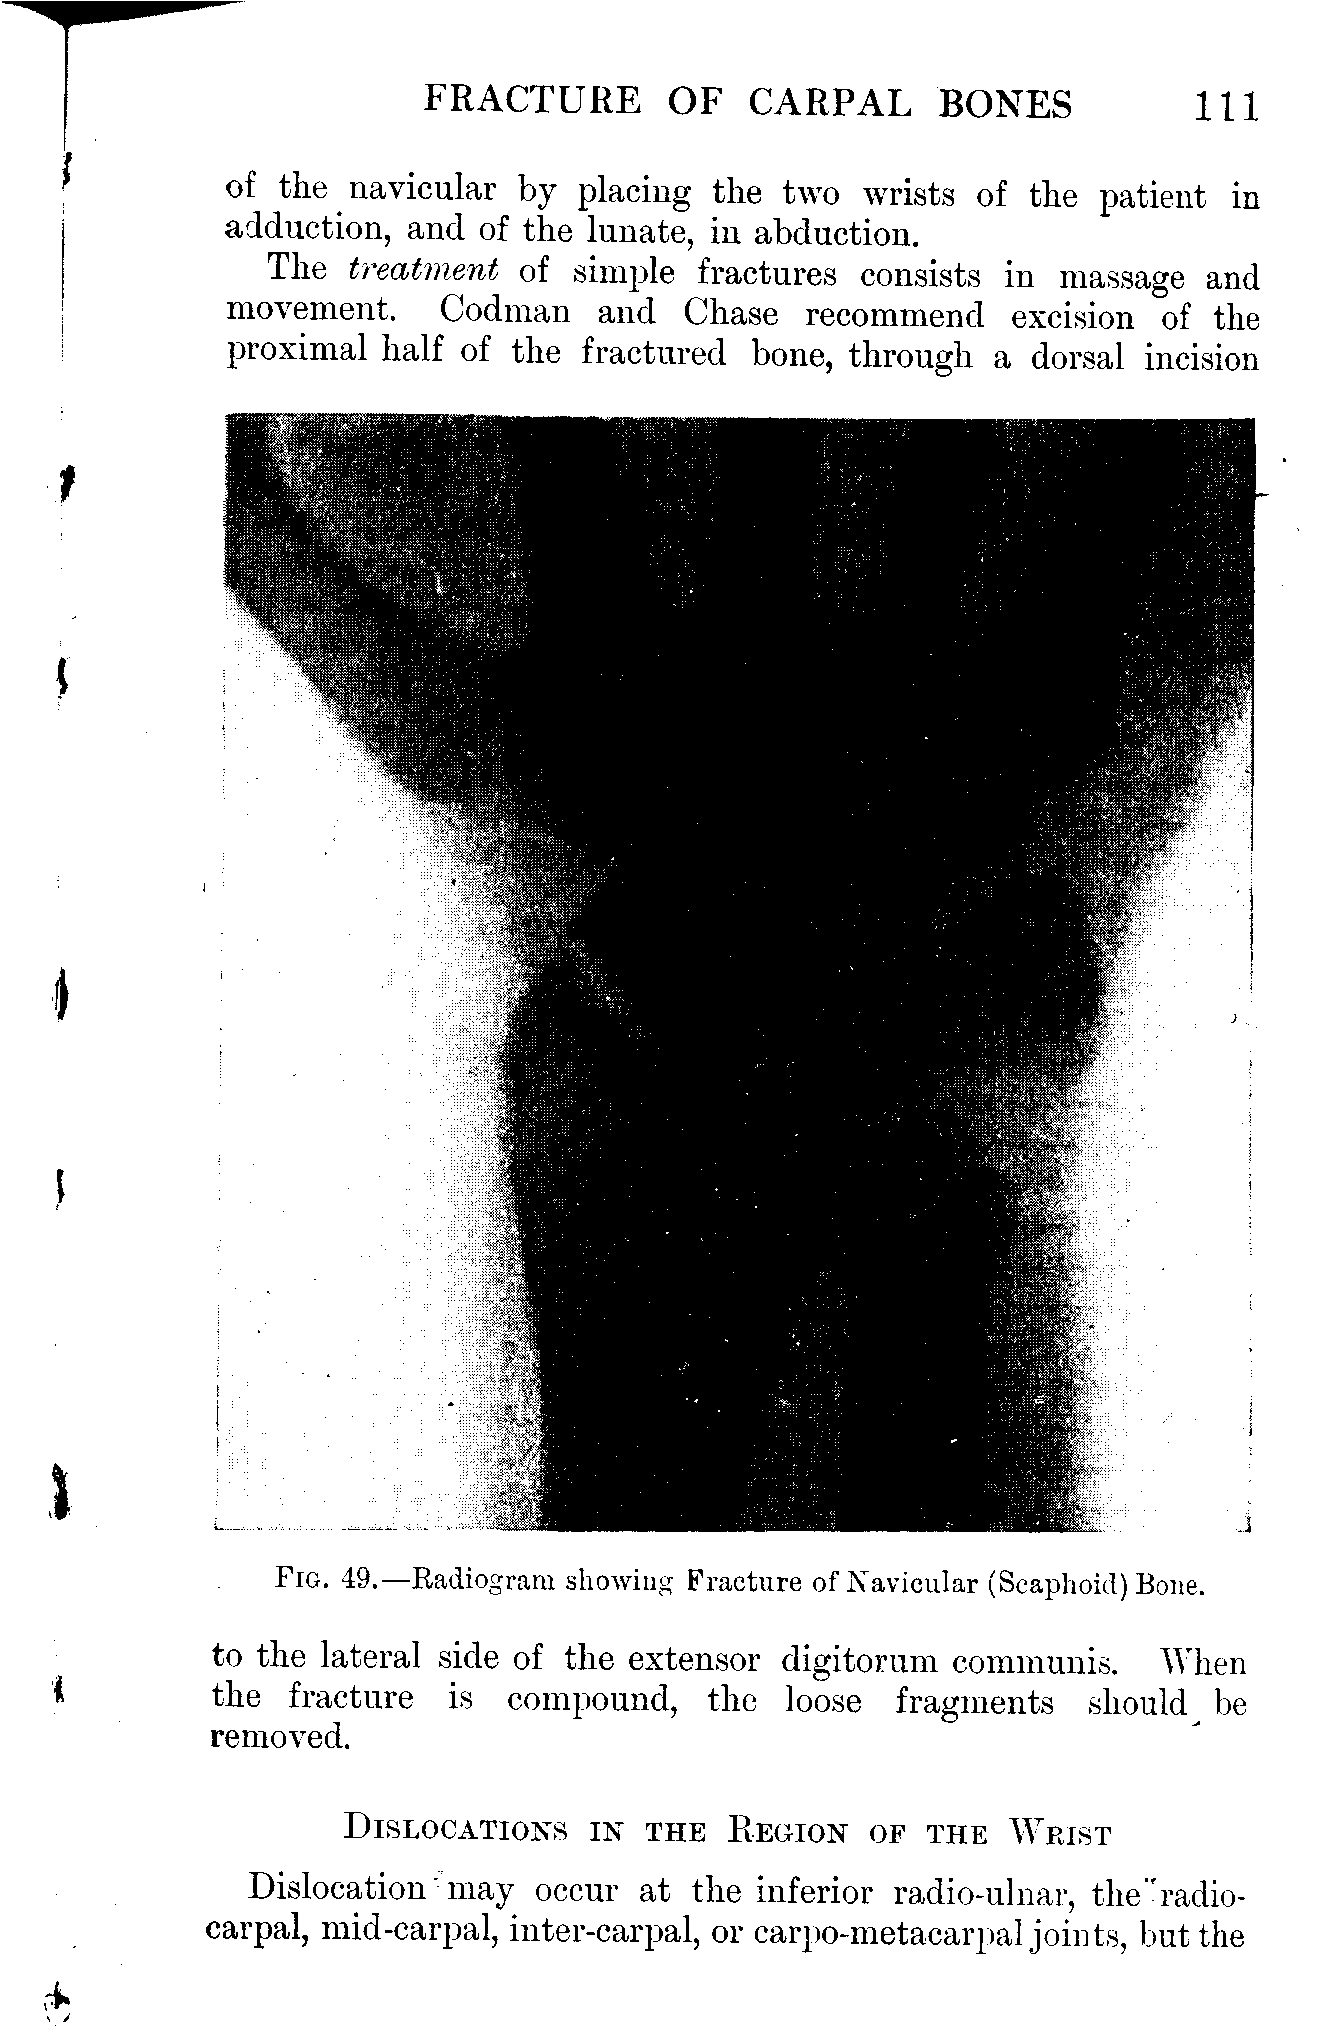 FRACTURE OF CARPAL BONES 111
of the navicular by placing the two wrists of the patient in
adduction, and of the lunate, in abduction.
The treatment of simple fractures consists in massage and
movement. Codman and Chase recommend excision of the
proximal half of the fractured bone, through a dorsal incision
FIG. 49.—Radiogram showing Fracture of Navicular (Scaphoid) Bone.
to the lateral side of the extensor digitorum communis. When
the fracture is compound, the loose fragments should be
removed.
DISLOCATIONS IN THE REGION OF THE WRIST
Dislocation may occur at the inferior radio-ulnar, the radio-
carpal, mid-carpal, inter-carpal, or carpo-metacarpal joints, but the